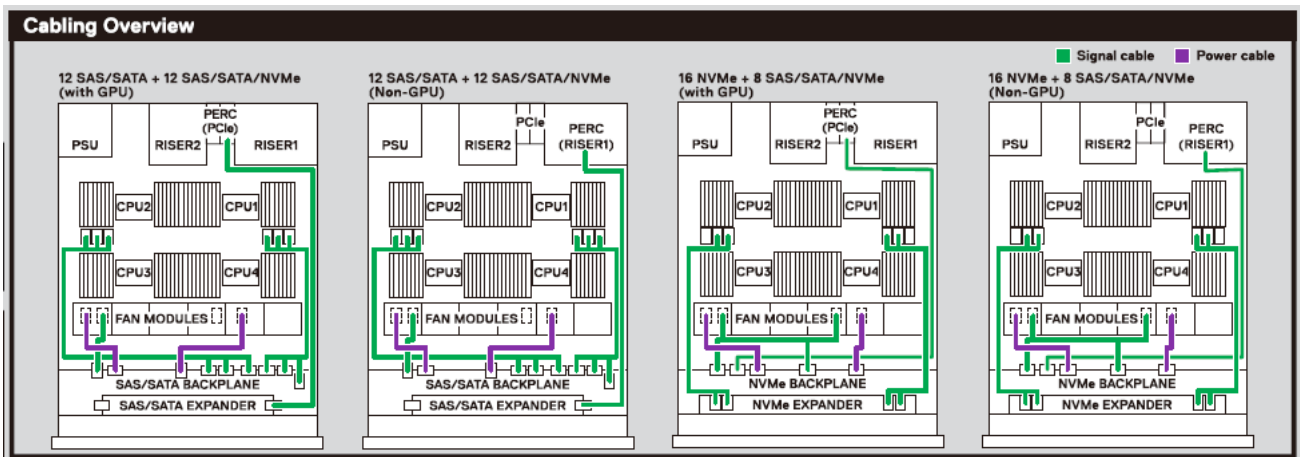 Cabling Overview
Signal cable
Power cable
12 SAS/SATA + 12 SAS/SATA/NVMe
(with GPU)
PSU
RISER2
PERC
(PCIe)
RISER1
CPU2
CPU1
CPU3
CPU4
FAN MODULES
SAS/SATA BACKPLANE
SAS/SATA EXPANDER
12 SAS/SATA + 12 SAS/SATA/NVMe
(Non-GPU)
PSU
RISER2
PCIe
PERC
(RISER1)
CPU2
CPU1
CPU3
CPU4
FAN MODULES
SAS/SATA BACKPLANE
SAS/SATA EXPANDER
16 NVMe + 8 SAS/SATA/NVMe
(with GPU)
PSU
RISER2
PERC
(PCIe)
RISER1
CPU2
CPU1
CPU3
CPU4
FAN MODULES
NVMe BACKPLANE
NVMe EXPANDER
16 NVMe + 8 SAS/SATA/NVMe
(Non-GPU)
PSU
RISER2
PCIe
PERC
(RISER1)
CPU2
CPU1
CPU3
CPU4
FAN MODULES
NVMe BACKPLANE
NVMe EXPANDER